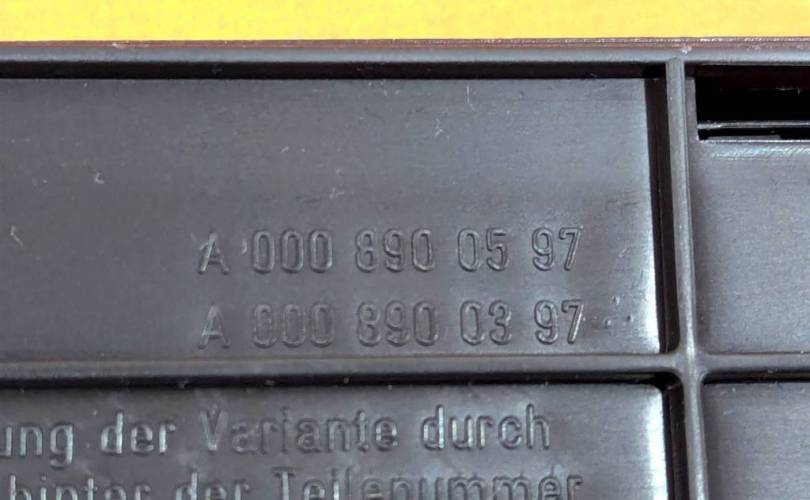 A 000 890 05 97
A 000 890 03 97
ung der Variante durch
hinter der Teilenummer